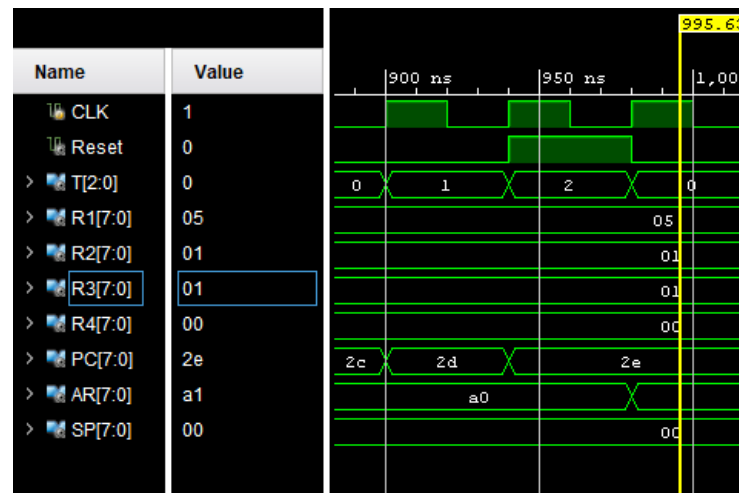 995.63
Name Value 900 ns 950 ns 1,00
CLK 1
Reset 0
T[2:0] 0 0 1 2 0
R1[7:0] 05 05
R2[7:0] 01 01
R3[7:0] 01 01
R4[7:0] 00 00
PC[7:0] 2e 2c 2d 2e
AR[7:0] a1 a0
SP[7:0] 00 00